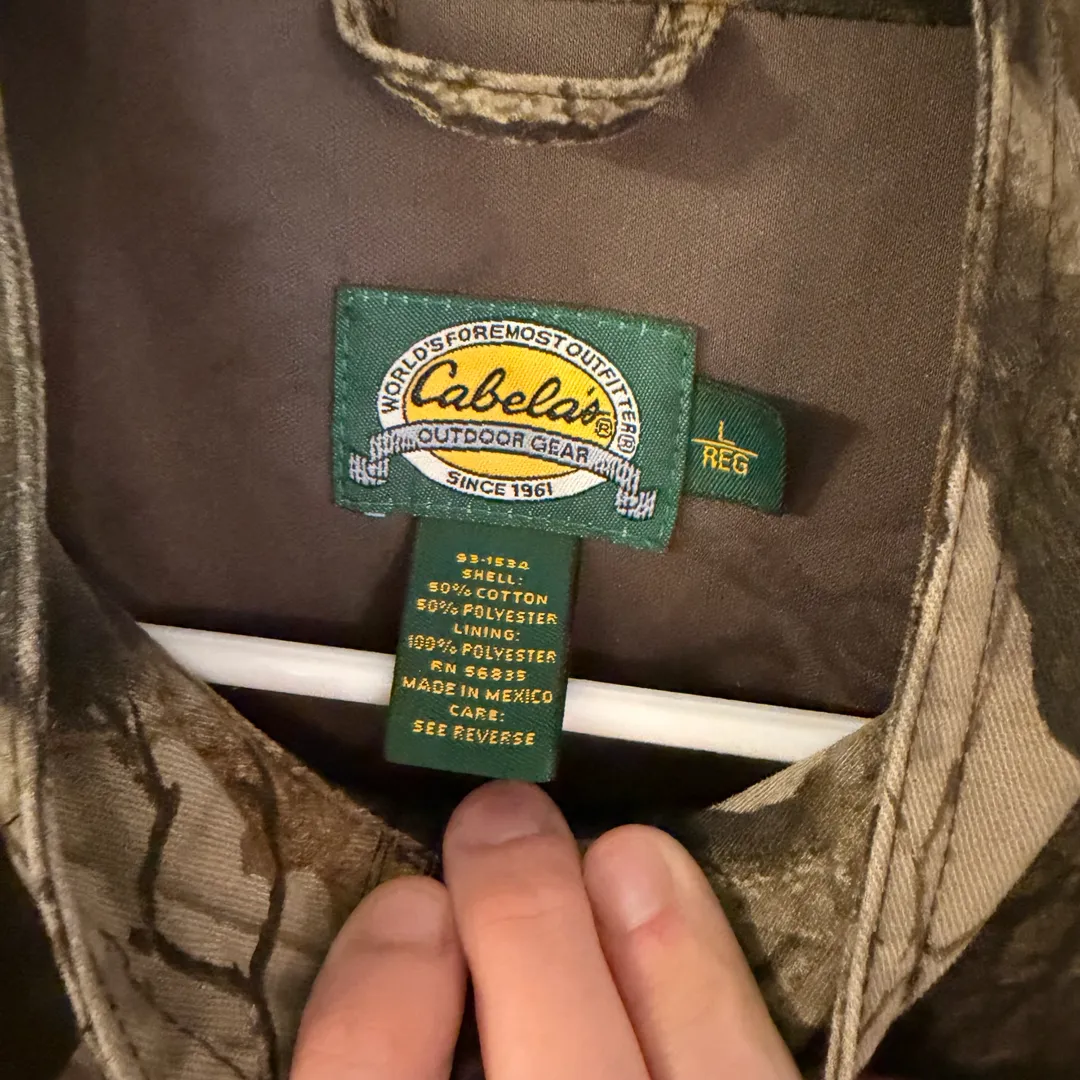 WORLD'S FOREMOST OUTFITTER®
Cabela's®
OUTDOOR GEAR
SINCE 1961
L
REG
93-1534
SHELL:
50% COTTON
50% POLYESTER
LINING:
100% POLYESTER
RN 56835
MADE IN MEXICO
CARE:
SEE REVERSE